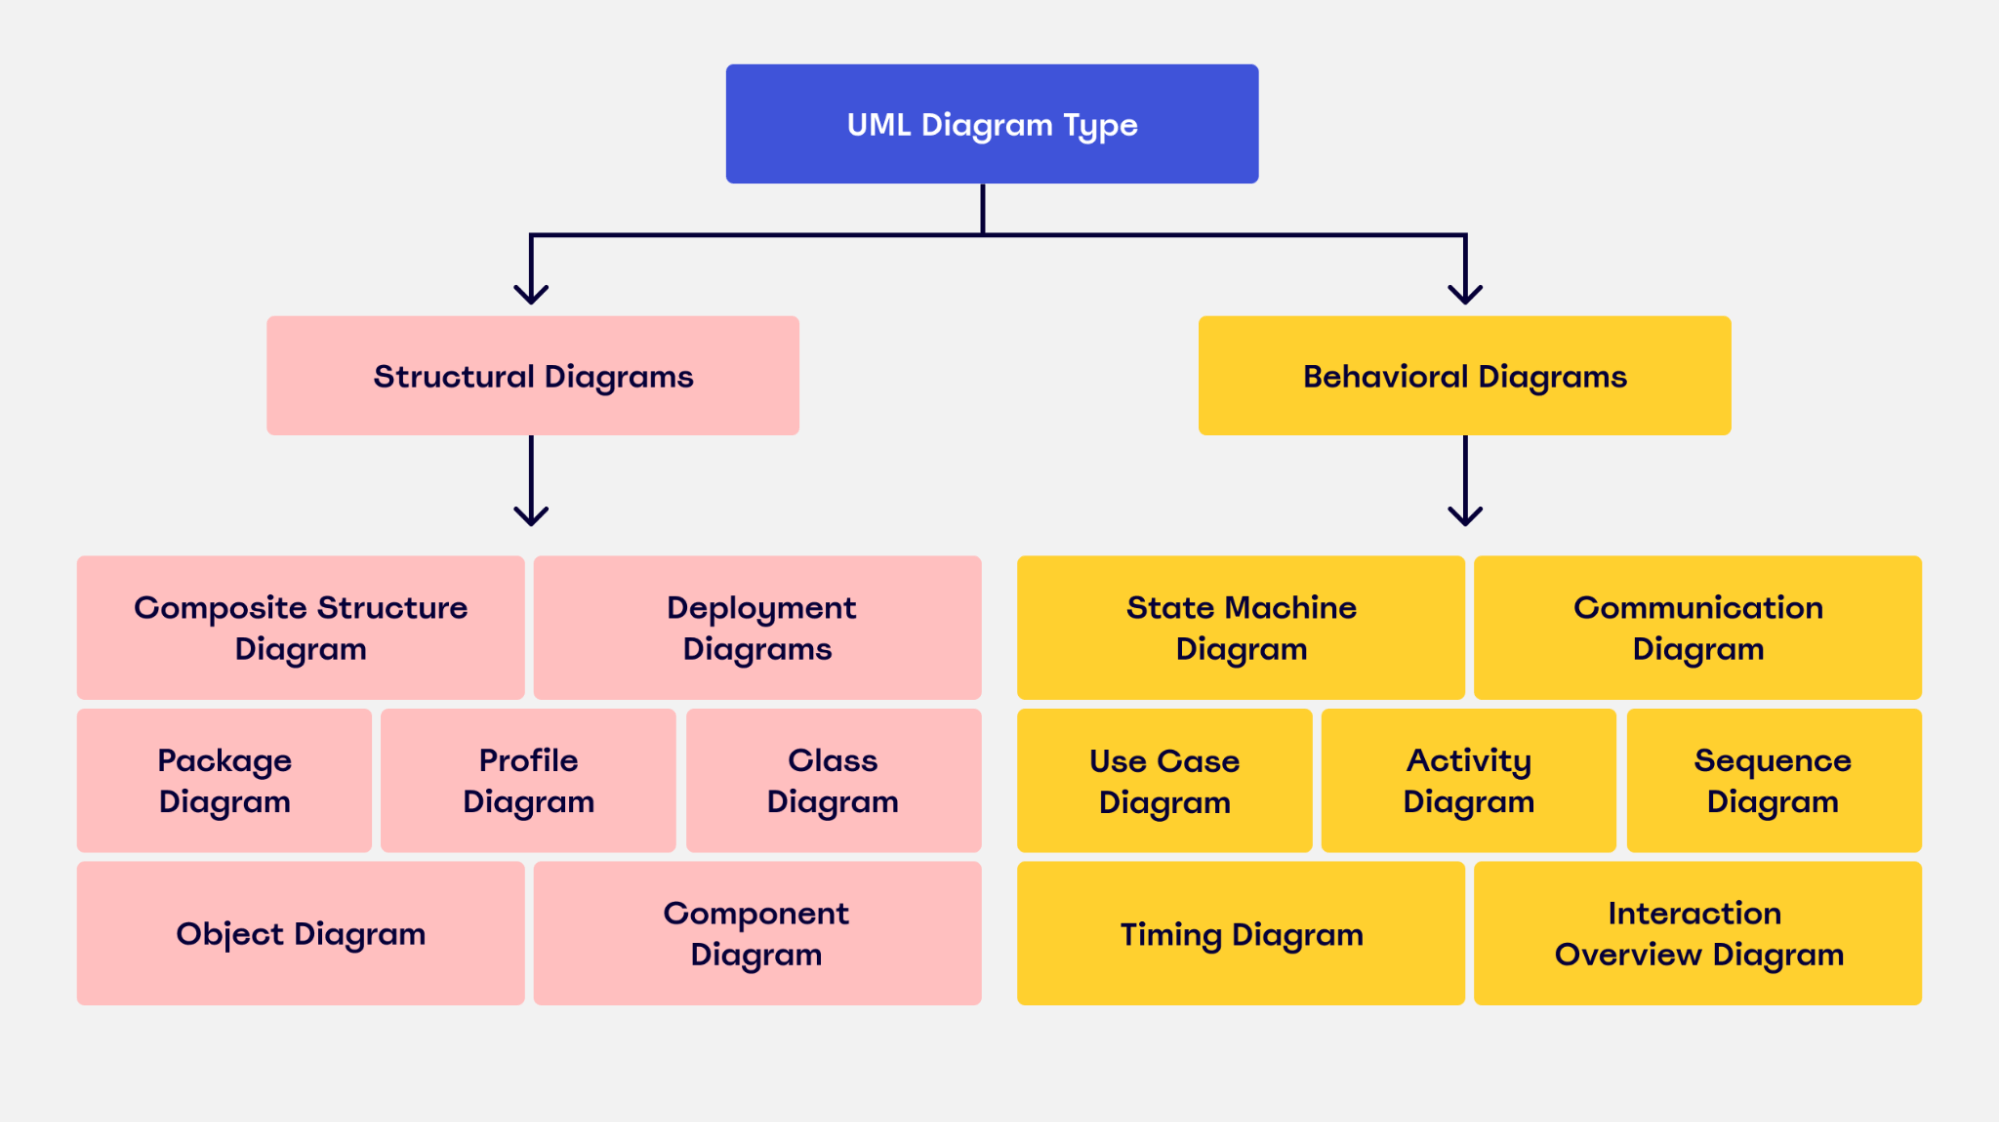 UML Diagram Type
Structural Diagrams
Behavioral Diagrams
Composite Structure
Diagram
Deployment
Diagrams
Package
Diagram
Profile
Diagram
Class
Diagram
Object Diagram
Component
Diagram
State Machine
Diagram
Communication
Diagram
Use Case
Diagram
Activity
Diagram
Sequence
Diagram
Timing Diagram
Interaction
Overview Diagram